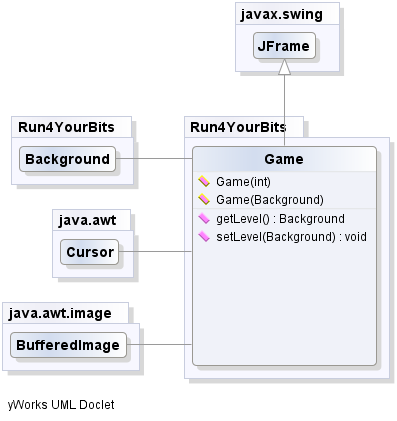 javax.swing
JFrame
Run4YourBits
Background
Run4YourBits
Game
Game(int)
Game(Background)
getLevel() : Background
setLevel(Background) : void
java.awt
Cursor
java.awt.image
BufferedImage
yWorks UML Doclet